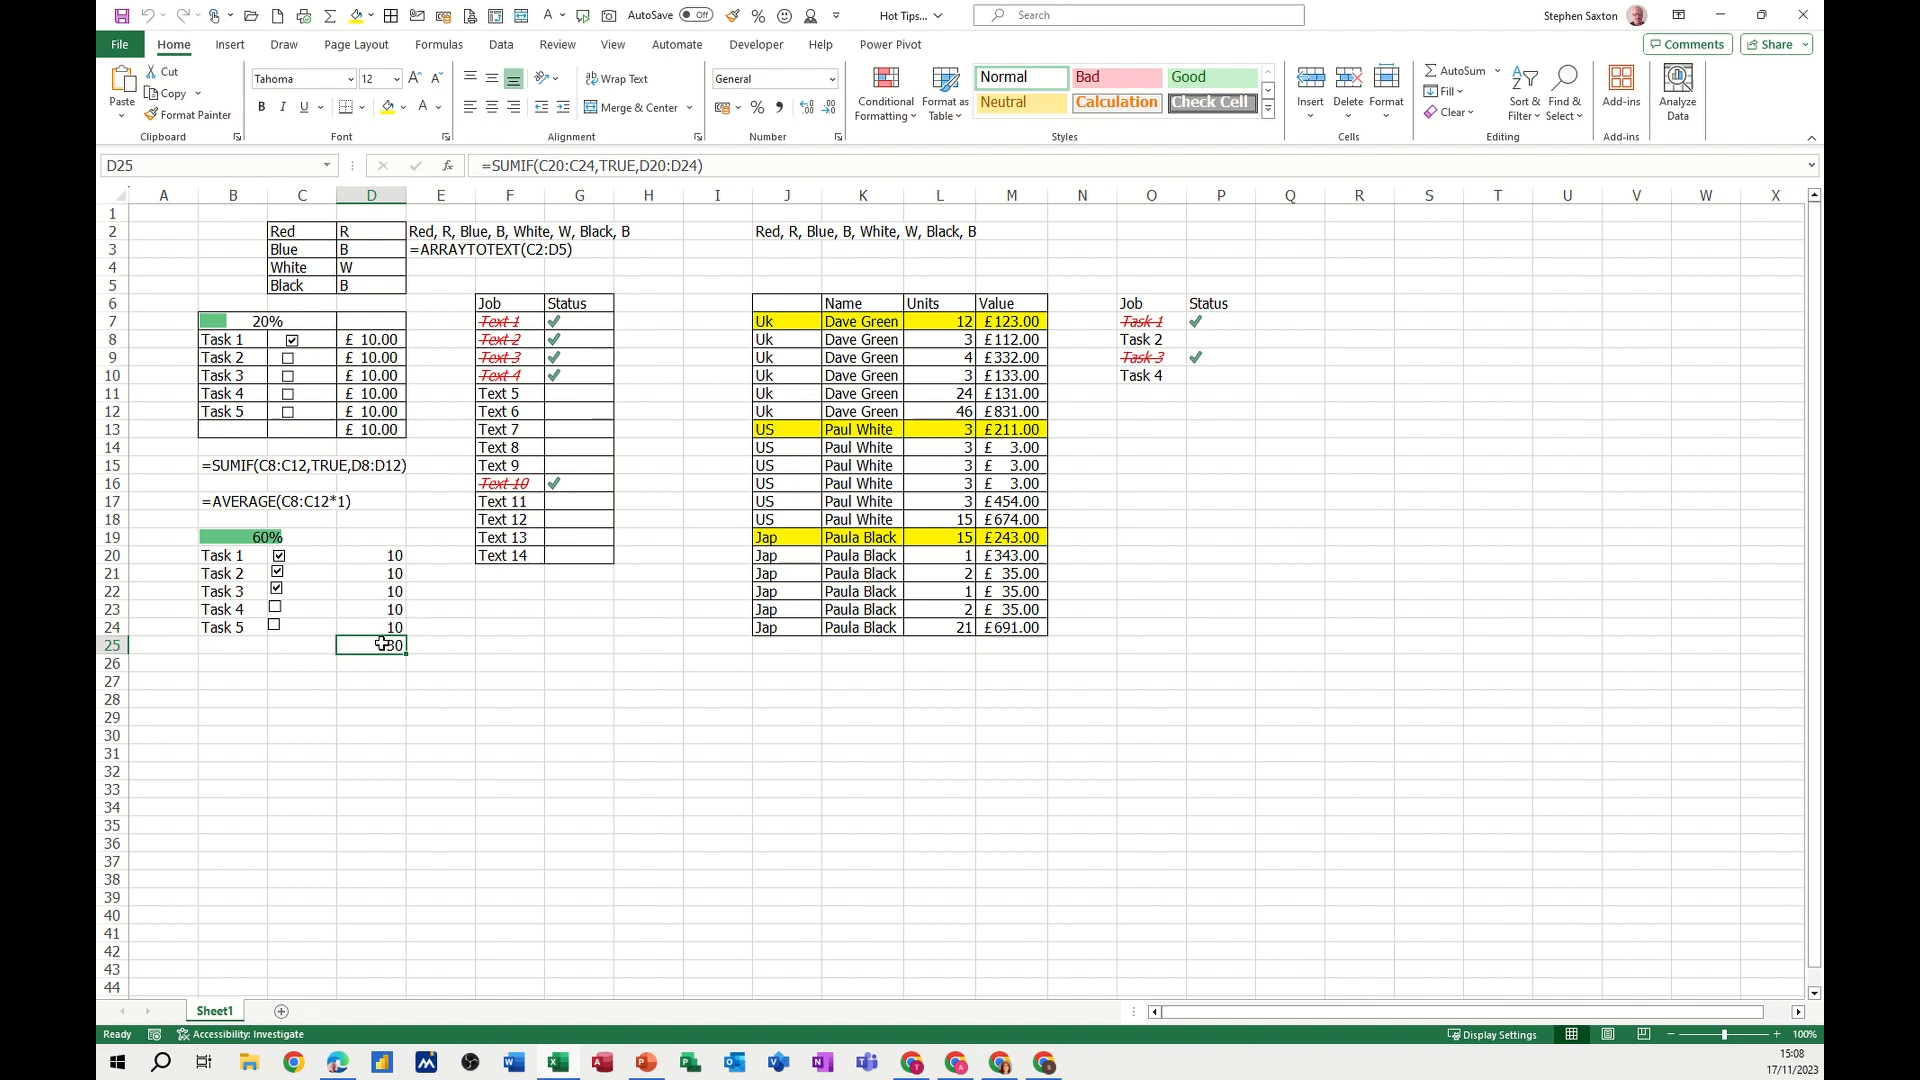 AutoSave Off Hot Tips... Search Stephen Saxton
File Home Insert Draw Page Layout Formulas Data Review View Automate Developer Help Power Pivot Comments Share
Paste Cut Copy Format Painter Clipboard
Tahoma 12 B I U Font
Wrap Text Merge & Center Alignment
General Number
Conditional Formatting Format as Table Normal Bad Good Neutral Calculation Check Cell Styles
Insert Delete Format Cells
AutoSum Fill Clear Sort & Filter Find & Select Editing
Add-ins Add-ins Analyze Data
D25 fx =SUMIF(C20:C24,TRUE,D20:D24)
A B C D E F G H I J K L M N O P Q R S T U V W X
1
2 Red R Red, R, Blue, B, White, W, Black, B Red, R, Blue, B, White, W, Black, B
3 Blue B =ARRAYTOTEXT(C2:D5)
4 White W
5 Black B
6 Job Status Name Units Value Job Status
7 20% Text 1 Uk Dave Green 12 £123.00 Task 1
8 Task 1 £ 10.00 Text 2 Uk Dave Green 3 £112.00 Task 2
9 Task 2 £ 10.00 Text 3 Uk Dave Green 4 £332.00 Task 3
10 Task 3 £ 10.00 Text 4 Uk Dave Green 3 £133.00 Task 4
11 Task 4 £ 10.00 Text 5 Uk Dave Green 24 £131.00
12 Task 5 £ 10.00 Text 6 Uk Dave Green 46 £831.00
13 £ 10.00 Text 7 US Paul White 3 £211.00
14 Text 8 US Paul White 3 £ 3.00
15 =SUMIF(C8:C12,TRUE,D8:D12) Text 9 US Paul White 3 £ 3.00
16 Text 10 US Paul White 3 £ 3.00
17 =AVERAGE(C8:C12*1) Text 11 US Paul White 3 £454.00
18 Text 12 US Paul White 15 £674.00
19 60% Text 13 Jap Paula Black 15 £243.00
20 Task 1 10 Text 14 Jap Paula Black 1 £343.00
21 Task 2 10 Jap Paula Black 2 £ 35.00
22 Task 3 10 Jap Paula Black 1 £ 35.00
23 Task 4 10 Jap Paula Black 2 £ 35.00
24 Task 5 10 Jap Paula Black 21 £691.00
25 30
26
27
28
29
30
31
32
33
34
35
36
37
38
39
40
41
42
43
44
Sheet1
Ready Accessibility: Investigate Display Settings 100%
15:08
17/11/2023